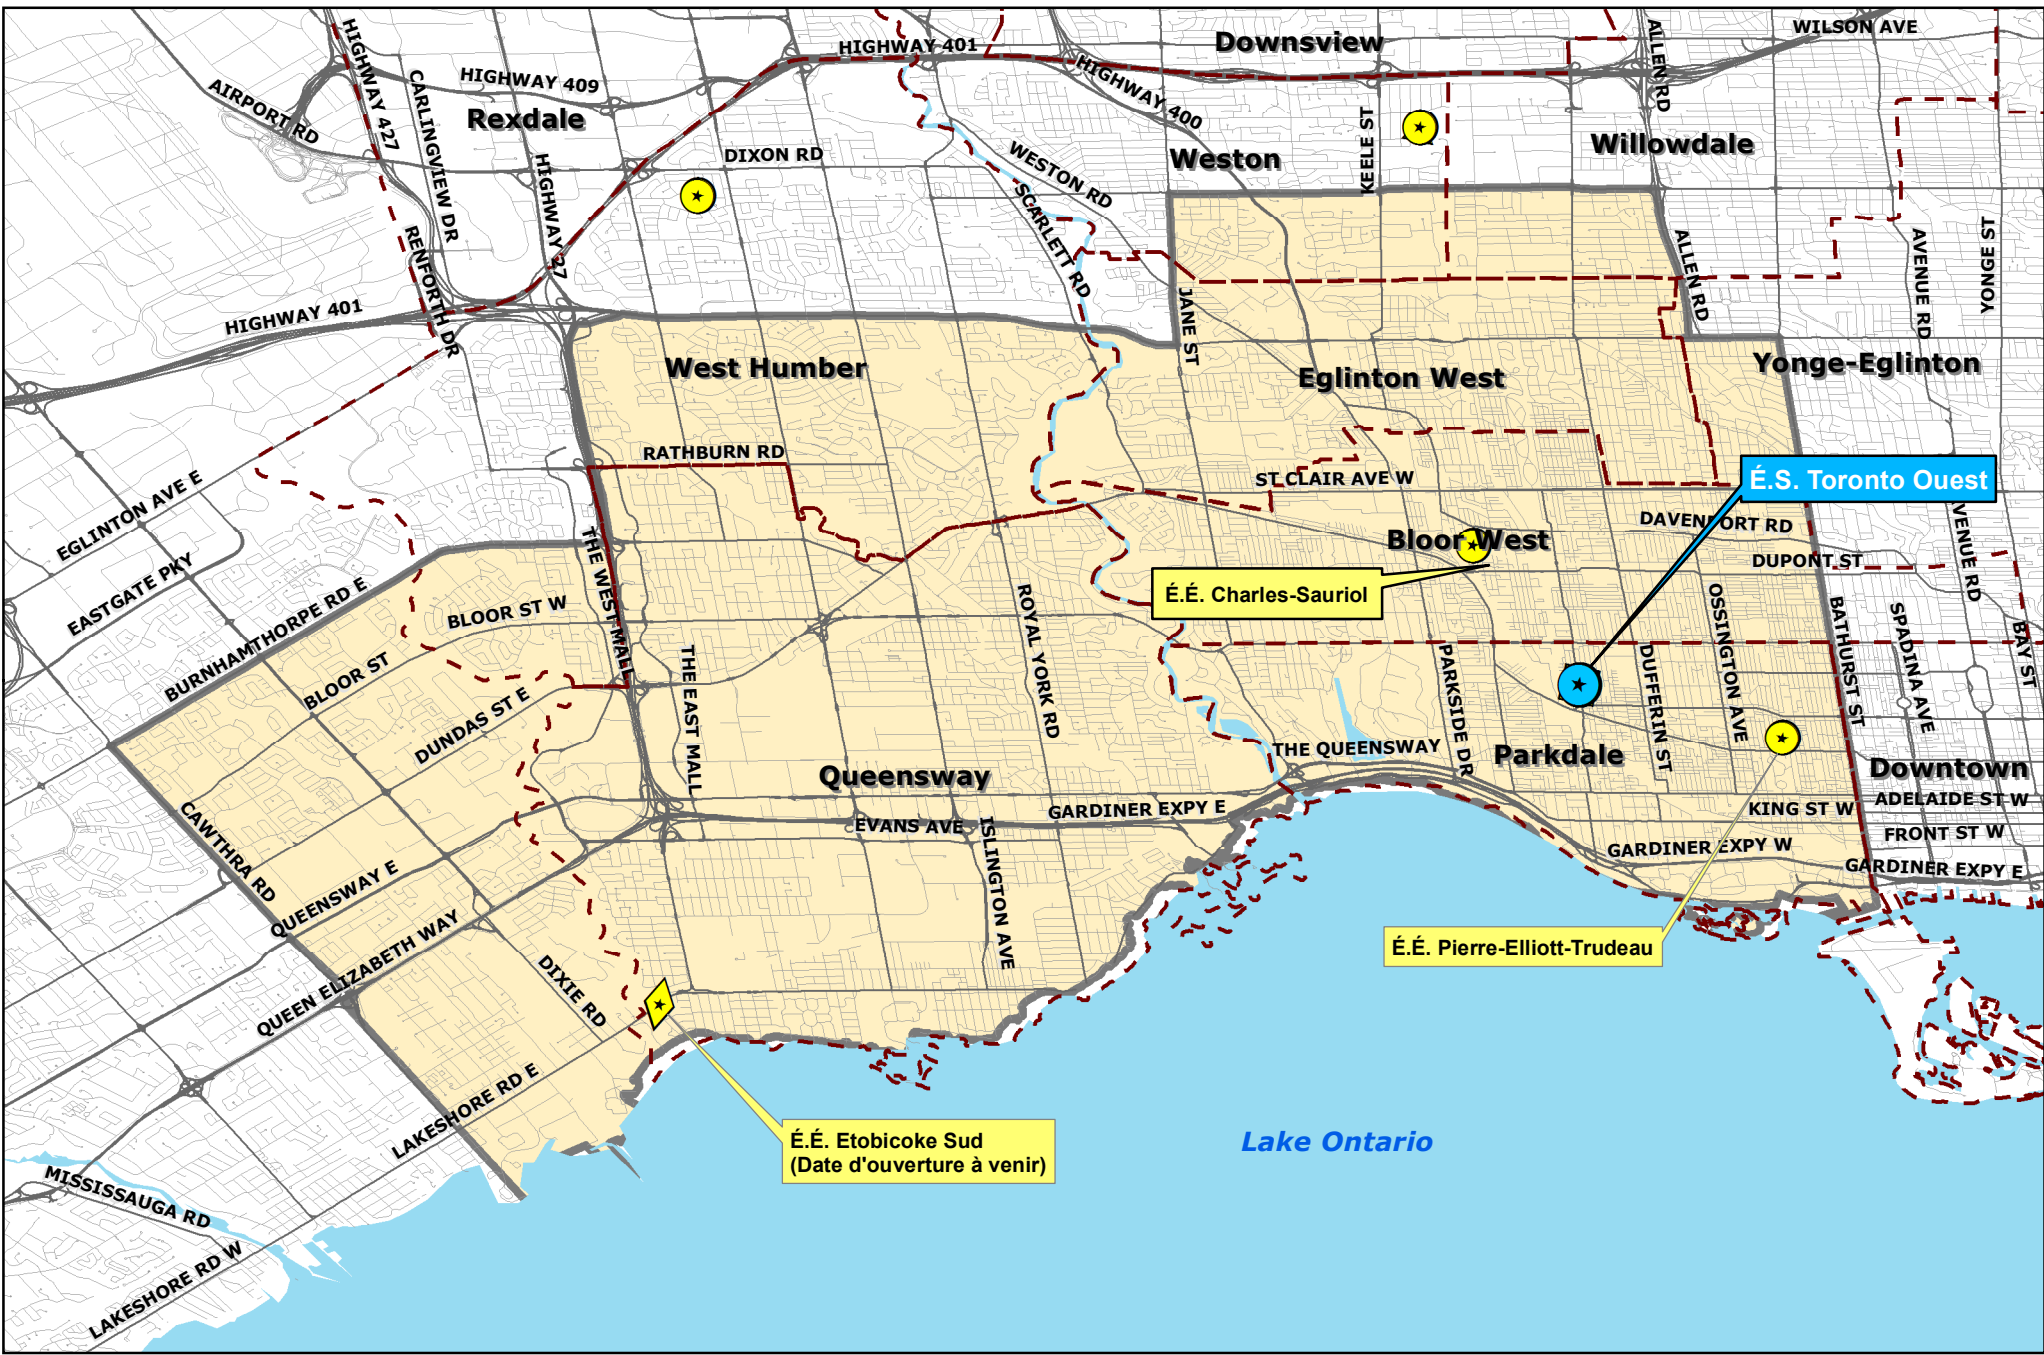 WILSON AVE
Downsview
HIGHWAY 401
HIGHWAY 427
ALLEN RD
HIGHWAY 409
HIGHWAY 400
CARLINGVIEW DR
AIRPORT RD
Rexdale
KEELE ST
Willowdale
DIXON RD
Weston
WESTON RD
HIGHWAY 27
SCARLETT RD
RENFORTH DR
AVENUE RD
YONGE ST
ALLEN RD
HIGHWAY 401
JANE ST
West Humber
Eglinton West
Yonge-Eglinton
RATHBURN RD
ST CLAIR AVE W
É.S. Toronto Ouest
EGLINTON AVE E
DAVENPORT RD
Bloor West
AVENUE RD
DUPONT ST
EASTGATE PKY
THE WEST MALL
É.É. Charles-Sauriol
BURNHAMTHORPE RD E
BLOOR ST W
ROYAL YORK RD
OSSINGTON AVE
BATHURST ST
SPADINA AVE
BAY ST
BLOOR ST
THE EAST MALL
PARKSIDE DR
DUFFERIN ST
DUNDAS ST E
THE QUEENSWAY
Parkdale
Queensway
Downtown
ADELAIDE ST W
CAWTHRA RD
GARDINER EXPY E
KING ST W
EVANS AVE
ISLINGTON AVE
FRONT ST W
GARDINER EXPY W
GARDINER EXPY E
QUEENSWAY E
É.É. Pierre-Elliott-Trudeau
QUEEN ELIZABETH WAY
DIXIE RD
LAKESHORE RD E
É.É. Etobicoke Sud
(Date d'ouverture à venir)
Lake Ontario
MISSISSAUGA RD
LAKESHORE RD W